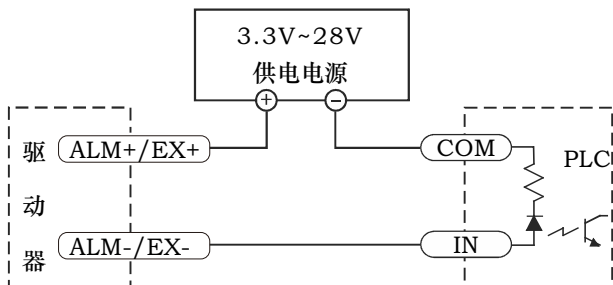 3.3V~28V
供电电源
+ -
驱动器
ALM+/EX+
COM
PLC
ALM-/EX-
IN